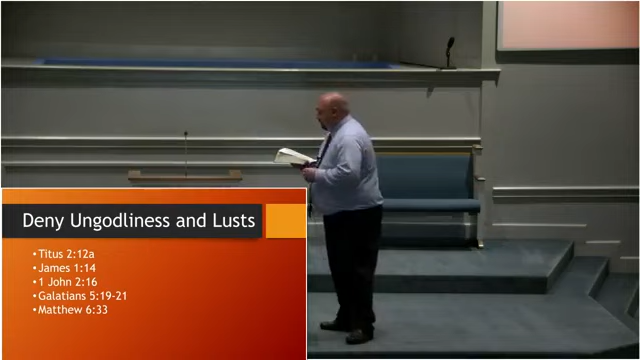 Deny Ungodliness and Lusts
▪Titus 2:12a
▪James 1:14
▪1 John 2:16
▪Galatians 5:19-21
▪Matthew 6:33